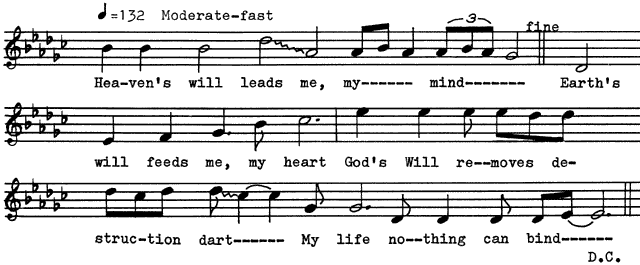 ♩=132 Moderate-fast
3
fine
Hea-ven's will leads me, my------ mind------- Earth's
will feeds me, my heart God's Will re--moves de-
struc-tion dart------ My life no--thing can bind------
D.C.